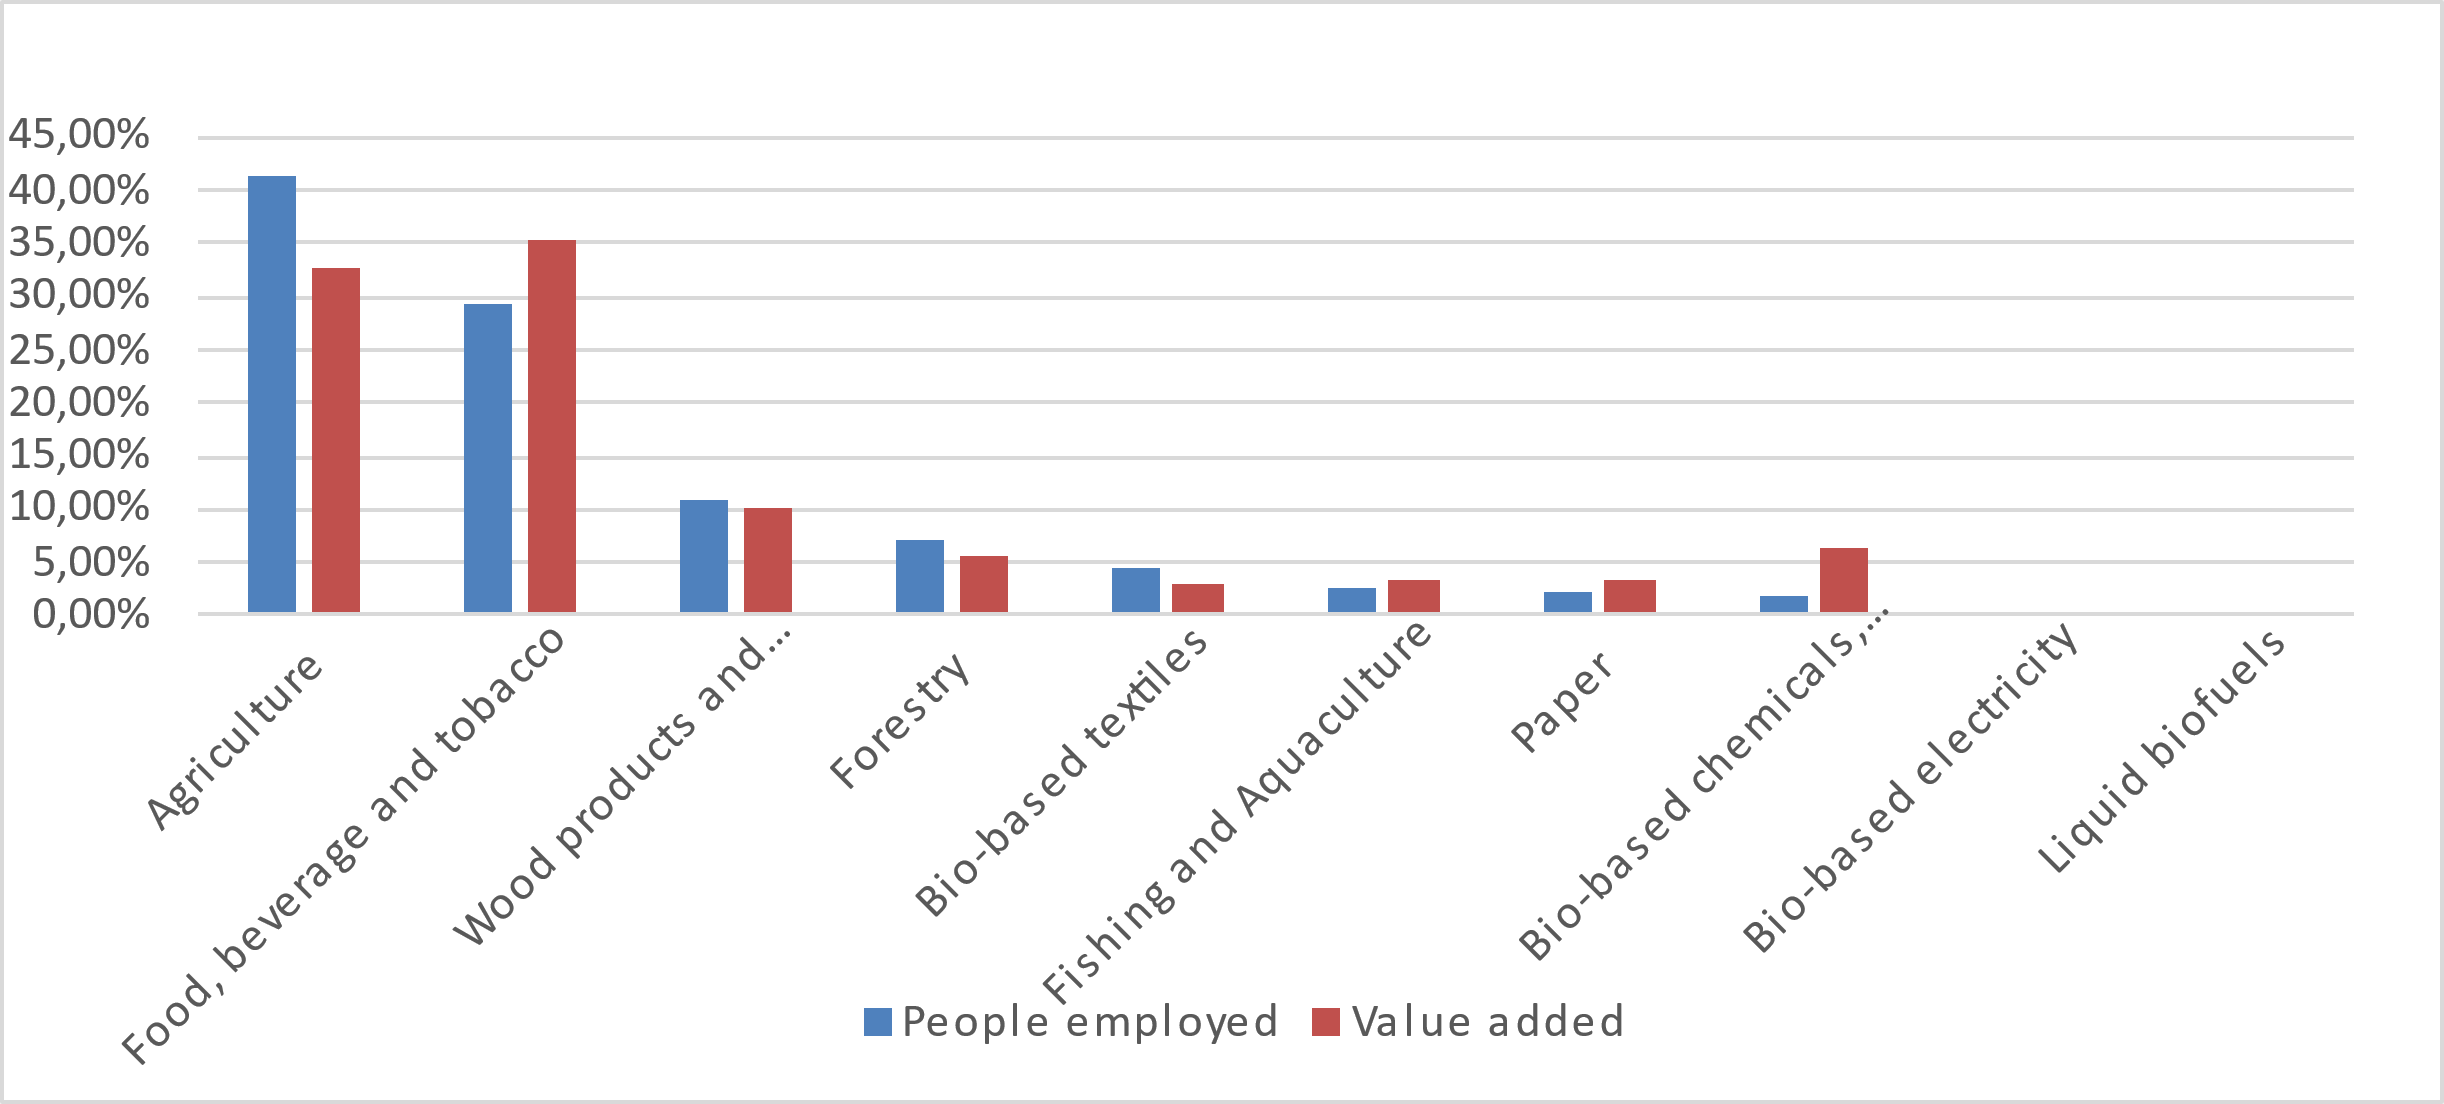 45,00%
40,00%
35,00%
30,00%
25,00%
20,00%
15,00%
10,00%
5,00%
0,00%
Agriculture
Food, beverage and tobacco
Wood products and...
Forestry
Bio-based textiles
Fishing and Aquaculture
Paper
Bio-based chemicals,...
Bio-based electricity
Liquid biofuels
People employed
Value added